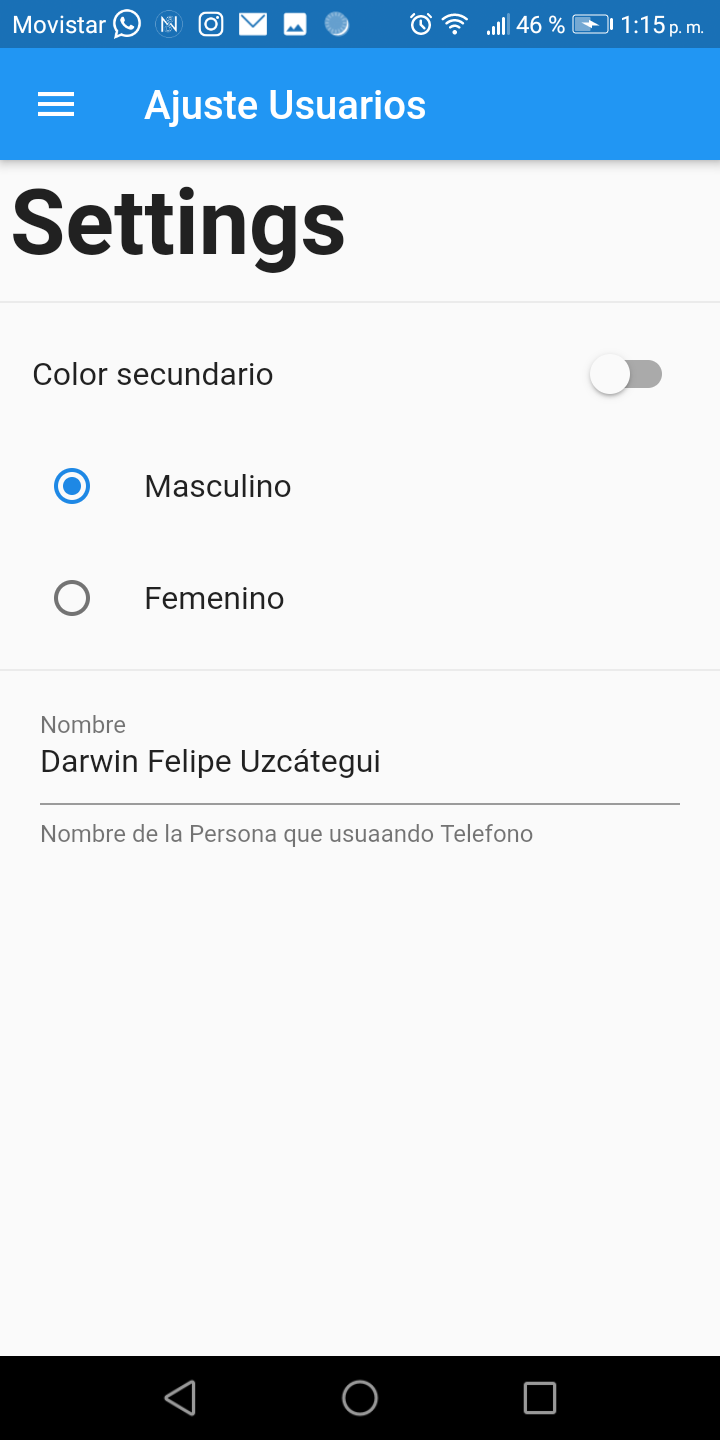 Movistar 46 % 1:15 p. m.
Ajuste Usuarios
Settings
Color secundario
Masculino
Femenino
Nombre
Darwin Felipe Uzcátegui
Nombre de la Persona que usuaando Telefono